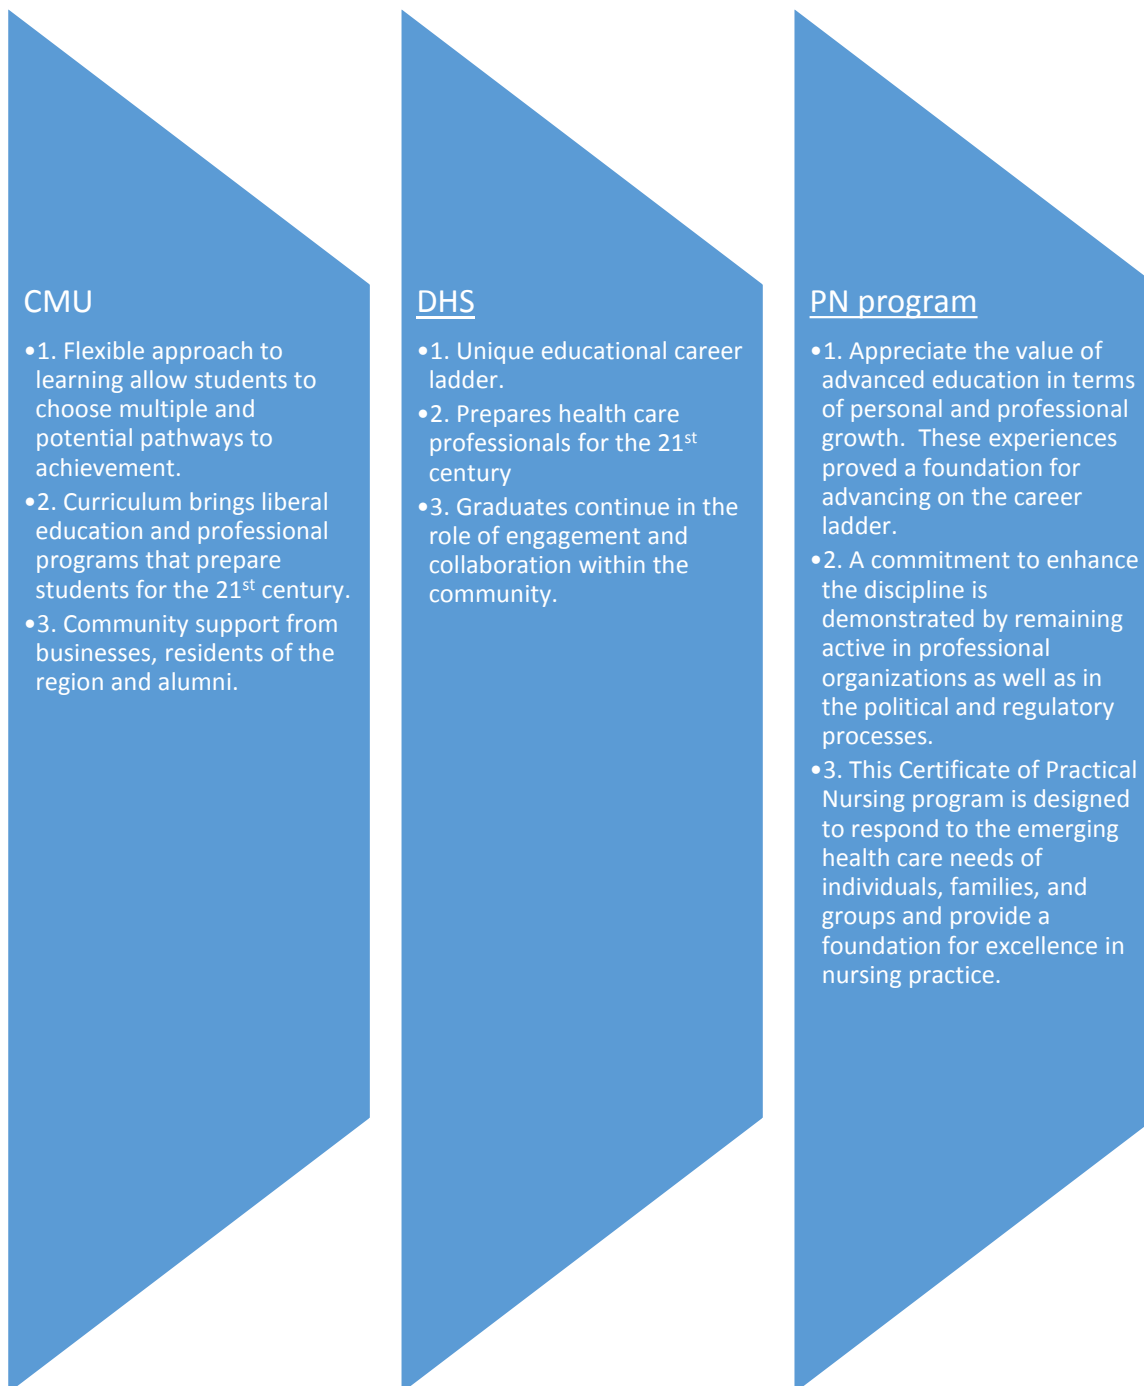 CMU
•1. Flexible approach to
learning allow students to
choose multiple and
potential pathways to
achievement.
•2. Curriculum brings liberal
education and professional
programs that prepare
students for the 21st century.
•3. Community support from
businesses, residents of the
region and alumni.
DHS
•1. Unique educational career
ladder.
•2. Prepares health care
professionals for the 21st
century
•3. Graduates continue in the
role of engagement and
collaboration within the
community.
PN program
•1. Appreciate the value of
advanced education in terms
of personal and professional
growth.  These experiences
proved a foundation for
advancing on the career
ladder.
•2. A commitment to enhance
the discipline is
demonstrated by remaining
active in professional
organizations as well as in
the political and regulatory
processes.
•3. This Certificate of Practical
Nursing program is designed
to respond to the emerging
health care needs of
individuals, families, and
groups and provide a
foundation for excellence in
nursing practice.